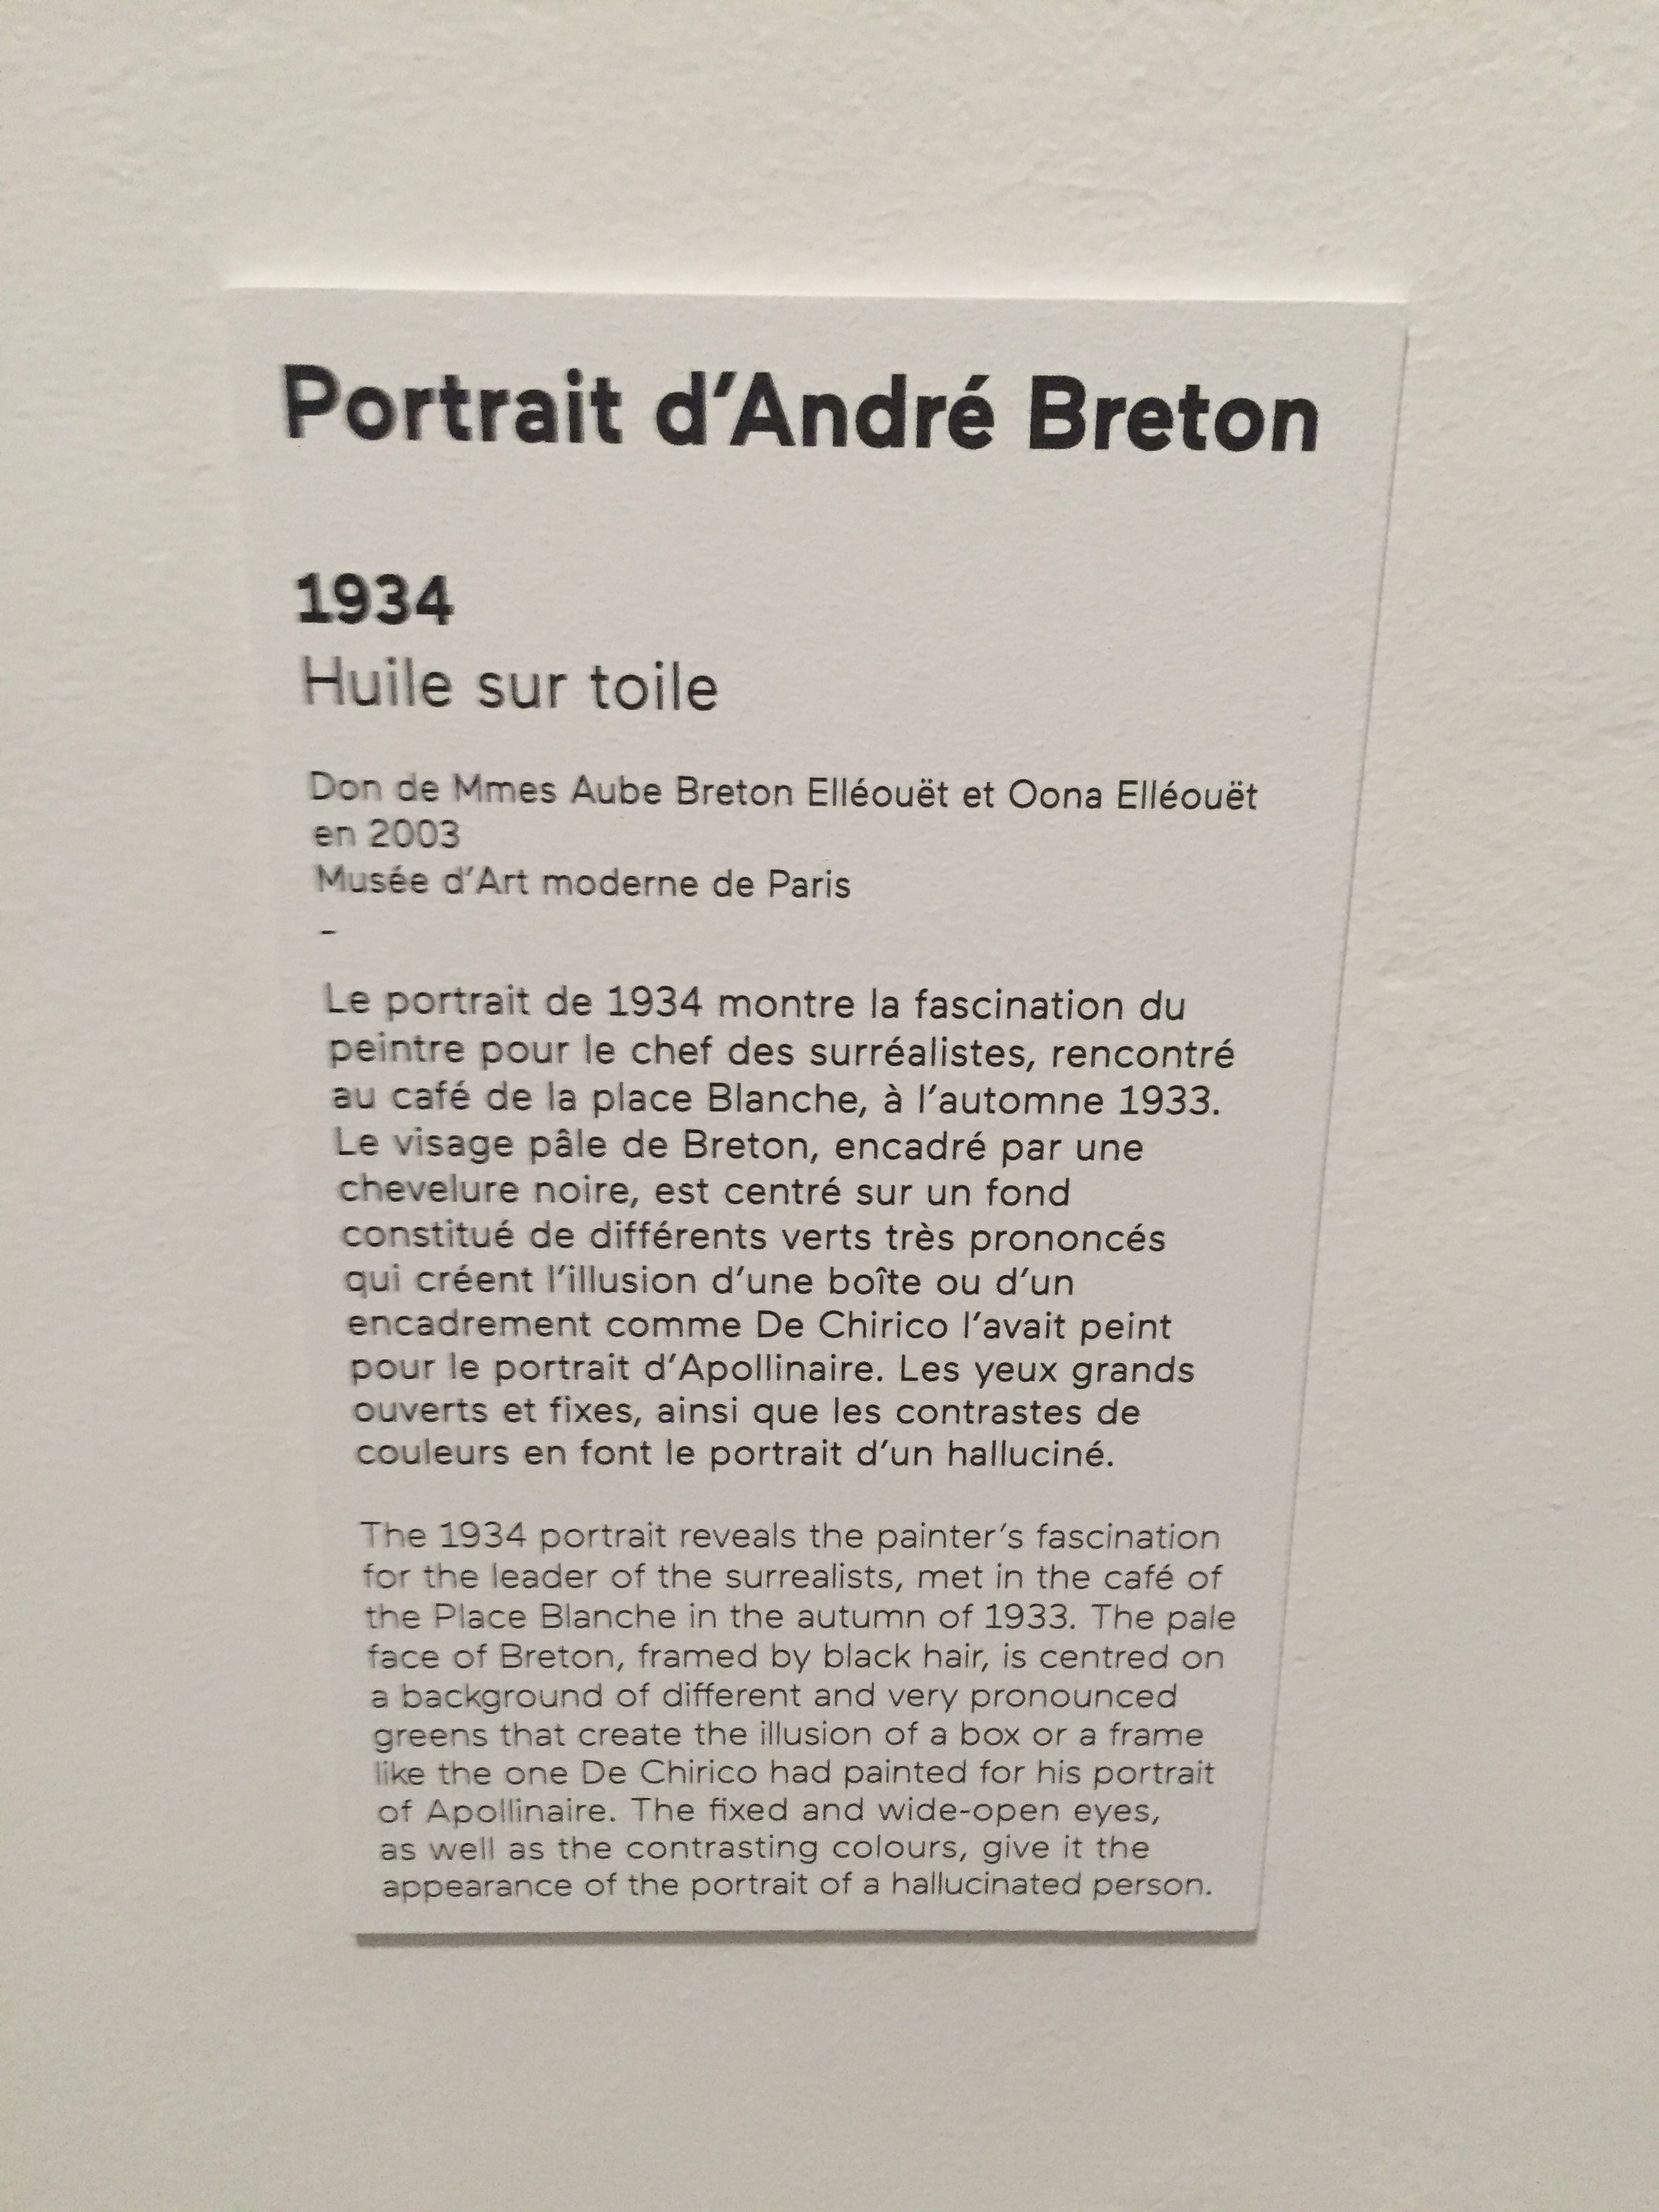 Portrait d'André Breton
1934
Huile sur toile
Don de Mmes Aube Breton Elléouët et Oona Elléouët
en 2003
Musée d'Art moderne de Paris
-
Le portrait de 1934 montre la fascination du
peintre pour le chef des surréalistes, rencontré
au café de la place Blanche, à l'automne 1933.
Le visage pâle de Breton, encadré par une
chevelure noire, est centré sur un fond
constitué de différents verts très prononcés
qui créent l'illusion d'une boîte ou d'un
encadrement comme De Chirico l'avait peint
pour le portrait d'Apollinaire. Les yeux grands
ouverts et fixes, ainsi que les contrastes de
couleurs en font le portrait d'un halluciné.
The 1934 portrait reveals the painter's fascination
for the leader of the surrealists, met in the café of
the Place Blanche in the autumn of 1933. The pale
face of Breton, framed by black hair, is centred on
a background of different and very pronounced
greens that create the illusion of a box or a frame
like the one De Chirico had painted for his portrait
of Apollinaire. The fixed and wide-open eyes,
as well as the contrasting colours, give it the
appearance of the portrait of a hallucinated person.